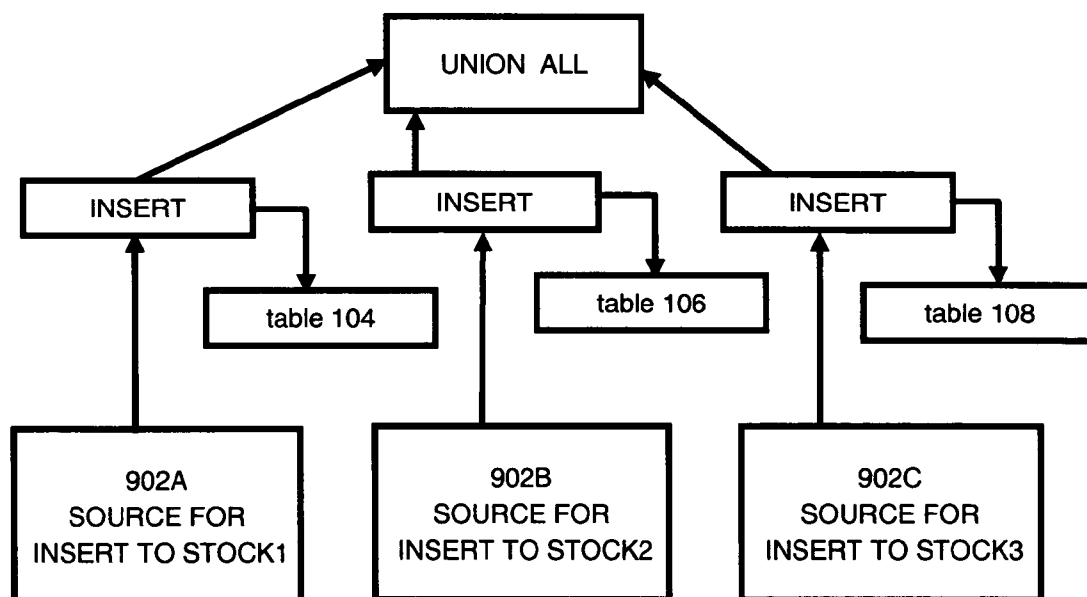 UNION ALL
INSERT
INSERT
INSERT
table 104
table 106
table 108
902A
SOURCE FOR
INSERT TO STOCK1
902B
SOURCE FOR
INSERT TO STOCK2
902C
SOURCE FOR
INSERT TO STOCK3